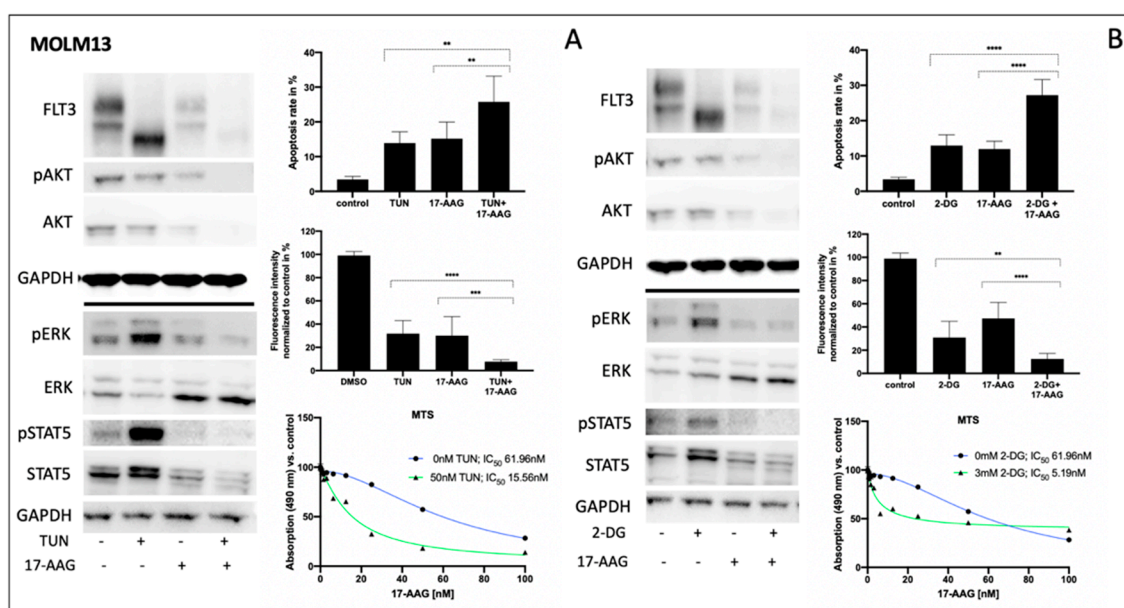 MOLM13
A
FLT3
pAKT
AKT
GAPDH
pERK
ERK
pSTAT5
STAT5
GAPDH
TUN - + - +
17-AAG - - + +
Apoptosis rate in %
40
30
20
10
0
** 
**
control TUN 17-AAG TUN+
17-AAG
Fluorescence intensity
normalized to control in %
120
100
80
60
40
20
0
****
***
DMSO TUN 17-AAG TUN+
17-AAG
MTS
Absorption (490 nm) vs. control
150
100
50
0
0nM TUN; IC50 61.96nM
50nM TUN; IC50 15.56nM
0 20 40 60 80 100
17-AAG [nM]
B
FLT3
pAKT
AKT
GAPDH
pERK
ERK
pSTAT5
STAT5
GAPDH
2-DG - + - +
17-AAG - - + +
Apoptosis rate in %
40
30
20
10
0
****
****
control 2-DG 17-AAG 2-DG +
17-AAG
Fluorescence intensity
normalized to control in %
120
100
80
60
40
20
0
**
****
control 2-DG 17-AAG 2-DG+
17-AAG
MTS
Absorption (490 nm) vs. control
150
100
50
0
0mM 2-DG; IC50 61.96nM
3mM 2-DG; IC50 5.19nM
0 20 40 60 80 100
17-AAG [nM]